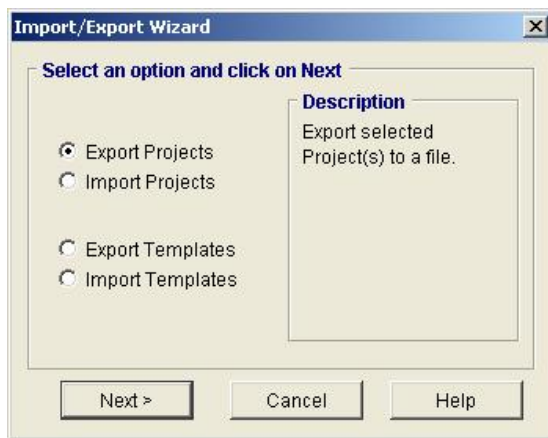 Import/Export Wizard
Select an option and click on Next
Export Projects
Import Projects
Export Templates
Import Templates
Description
Export selected
Project(s) to a file.
Next >
Cancel
Help